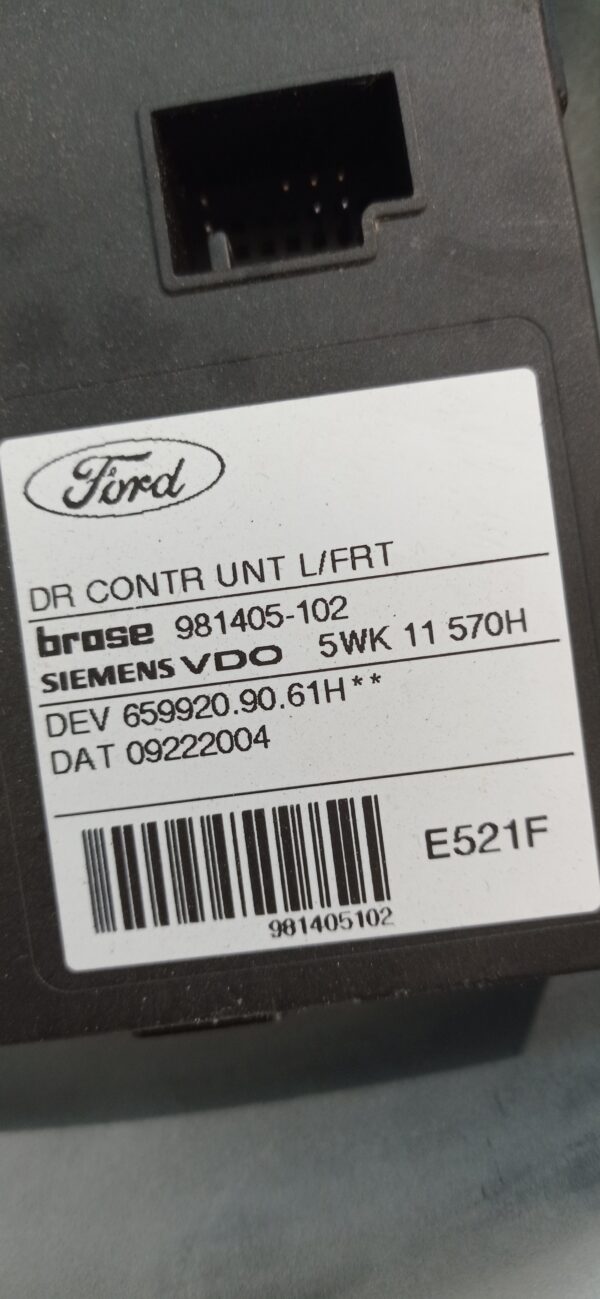 Ford
DR CONTR UNT L/FRT
brose 981405-102
SIEMENS VDO 5WK 11 570H
DEV 659920.90.61H**
DAT 09222004
E521F
981405102